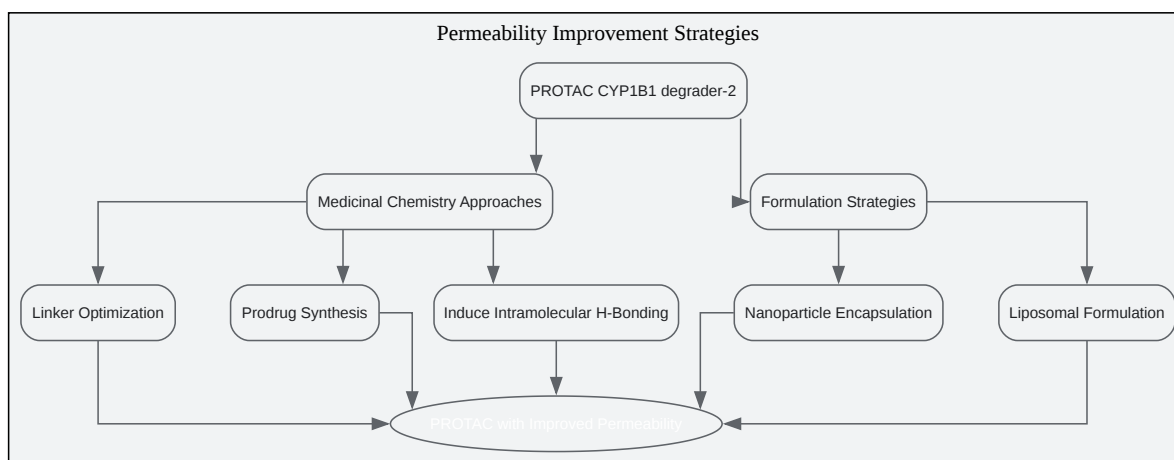 Permeability Improvement Strategies
PROTAC CYP1B1 degrader-2
Medicinal Chemistry Approaches
Formulation Strategies
Linker Optimization
Prodrug Synthesis
Induce Intramolecular H-Bonding
Nanoparticle Encapsulation
Liposomal Formulation
PROTAC with Improved Permeability